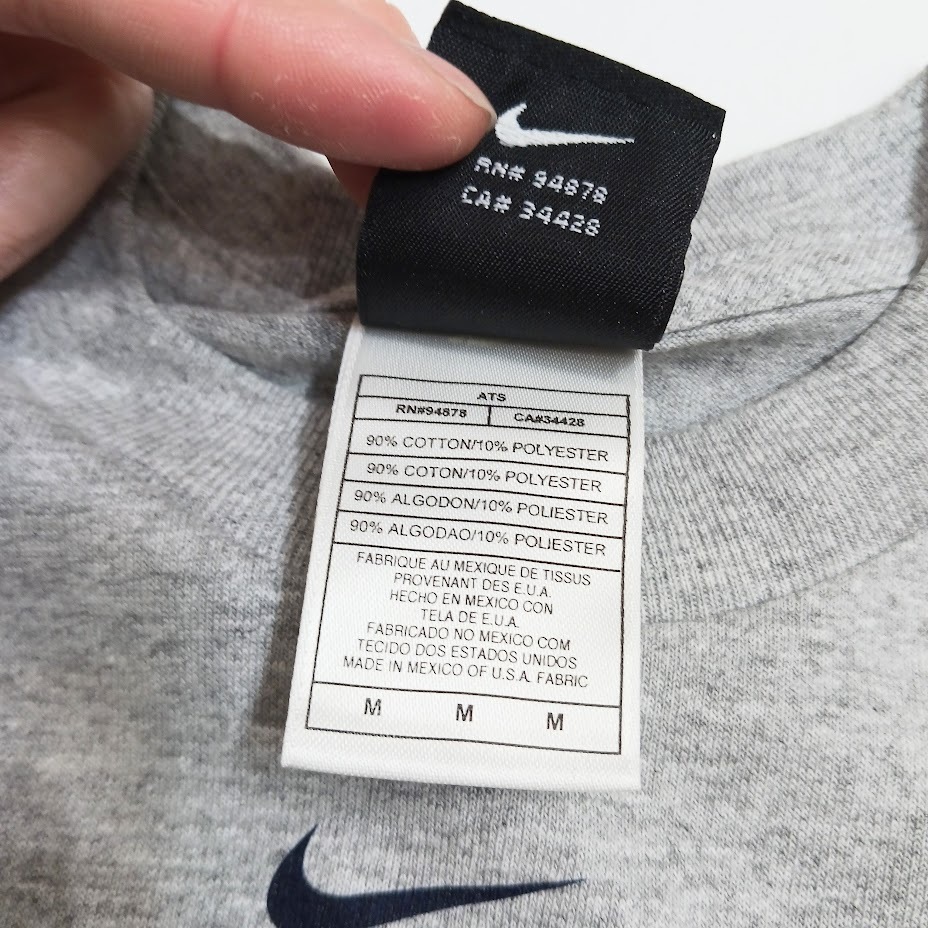 RN# 94878
CA# 34428
ATS
RN#94878 CA#34428
90% COTTON/10% POLYESTER
90% COTON/10% POLYESTER
90% ALGODON/10% POLIESTER
90% ALGODAO/10% POLIESTER
FABRIQUE AU MEXIQUE DE TISSUS
PROVENANT DES E.U.A.
HECHO EN MEXICO CON
TELA DE E.U.A.
FABRICADO NO MEXICO COM
TECIDO DOS ESTADOS UNIDOS
MADE IN MEXICO OF U.S.A. FABRIC
M M M